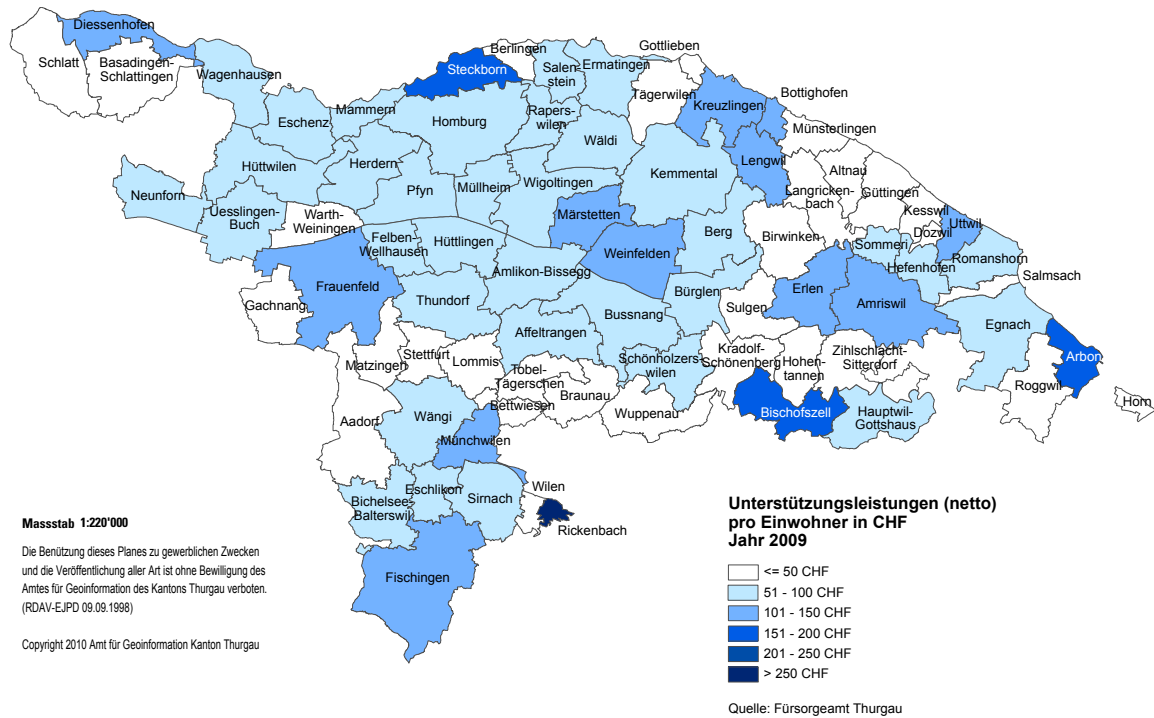 Diessenhofen
Schlatt
Basadingen-
Schlattingen
Wagenhausen
Berlingen
Steckborn
Salen-
stein
Ermatingen
Gottlieben
Tägerwilen
Kreuzlingen
Bottighofen
Münsterlingen
Eschenz
Mammern
Homburg
Rapers-
wilen
Wäldi
Lengwil
Altnau
Hüttwilen
Herdern
Kemmental
Langricken-
bach
Güttingen
Neunforn
Pfyn
Müllheim
Wigoltingen
Kesswil
Uesslingen-
Buch
Warth-
Weiningen
Märstetten
Dozwil
Uttwil
Felben-
Wellhausen
Hüttlingen
Weinfelden
Berg
Birwinken
Sommeri
Romanshorn
Hefenhofen
Salmsach
Amlikon-Bissegg
Frauenfeld
Gachnang
Thundorf
Bürglen
Erlen
Amriswil
Sulgen
Bussnang
Egnach
Affeltrangen
Matzingen
Stettfurt
Lommis
Schönholzers-
wilen
Kradolf-
Schönenberg
Hohen-
tannen
Zihlschlacht-
Sitterdorf
Arbon
Tobel-
Tägerschen
Roggwil
Braunau
Bettwiesen
Wuppenau
Bischofszell
Hauptwil-
Gottshaus
Horn
Aadorf
Wängi
Münchwilen
Wilen
Eschlikon
Sirnach
Bichelsee-
Balterswil
Rickenbach
Fischingen
Massstab 1:220'000
Die Benützung dieses Planes zu gewerblichen Zwecken
und die Veröffentlichung aller Art ist ohne Bewilligung des
Amtes für Geoinformation des Kantons Thurgau verboten.
(RDAV-EJPD 09.09.1998)
Copyright 2010 Amt für Geoinformation Kanton Thurgau
Unterstützungsleistungen (netto)
pro Einwohner in CHF
Jahr 2009
<= 50 CHF
51 - 100 CHF
101 - 150 CHF
151 - 200 CHF
201 - 250 CHF
> 250 CHF
Quelle: Fürsorgeamt Thurgau